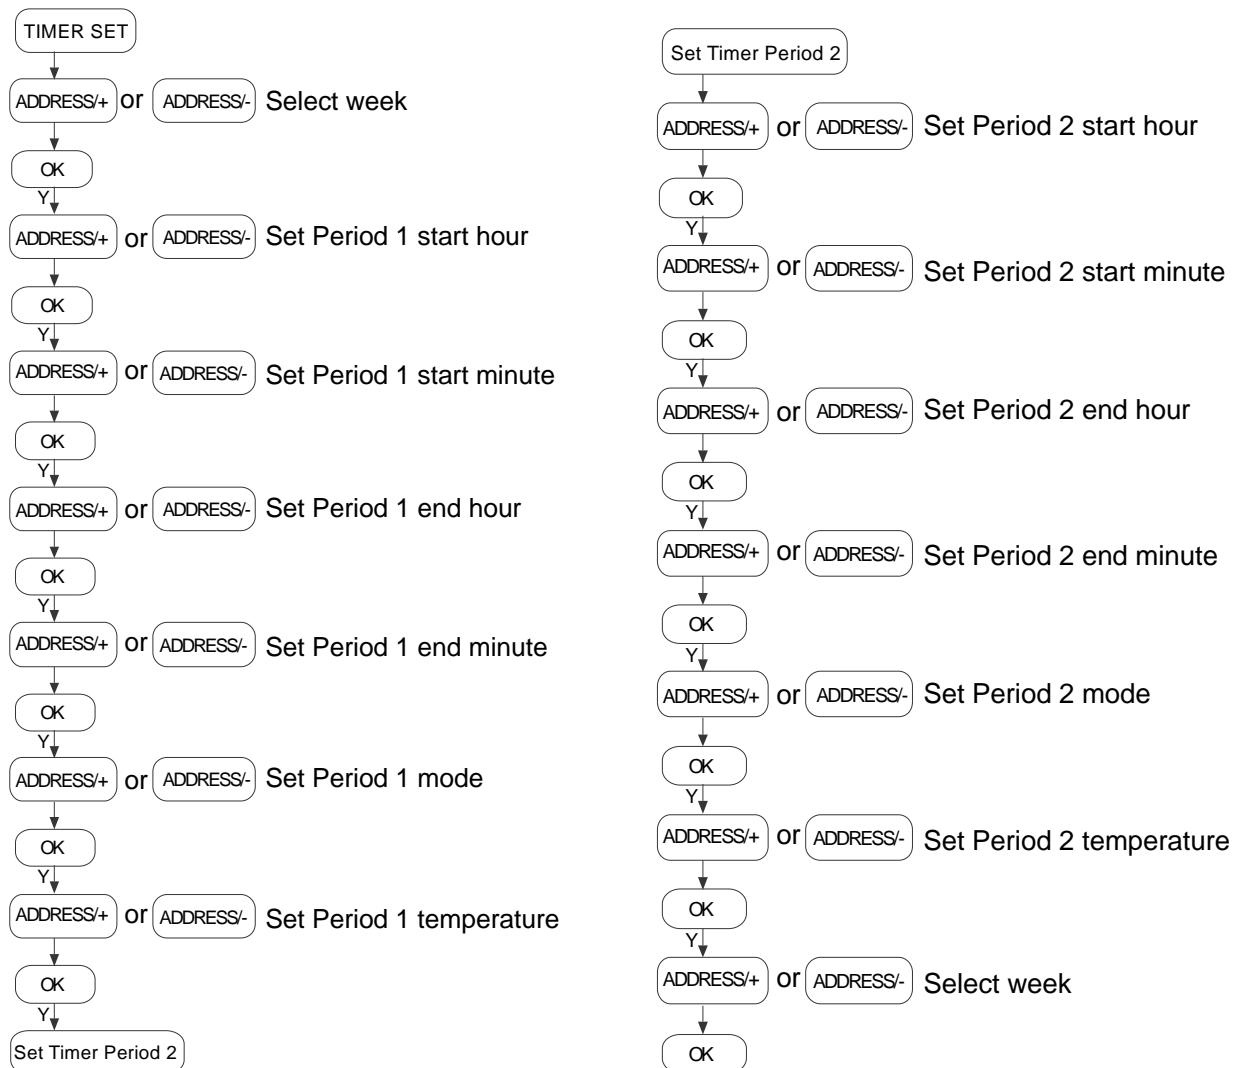 TIMER SET
ADDRESS/+ or ADDRESS/- Select week
OK
Y
ADDRESS/+ or ADDRESS/- Set Period 1 start hour
OK
Y
ADDRESS/+ or ADDRESS/- Set Period 1 start minute
OK
Y
ADDRESS/+ or ADDRESS/- Set Period 1 end hour
OK
Y
ADDRESS/+ or ADDRESS/- Set Period 1 end minute
OK
Y
ADDRESS/+ or ADDRESS/- Set Period 1 mode
OK
Y
ADDRESS/+ or ADDRESS/- Set Period 1 temperature
OK
Y
Set Timer Period 2
Set Timer Period 2
ADDRESS/+ or ADDRESS/- Set Period 2 start hour
OK
Y
ADDRESS/+ or ADDRESS/- Set Period 2 start minute
OK
Y
ADDRESS/+ or ADDRESS/- Set Period 2 end hour
OK
Y
ADDRESS/+ or ADDRESS/- Set Period 2 end minute
OK
Y
ADDRESS/+ or ADDRESS/- Set Period 2 mode
OK
Y
ADDRESS/+ or ADDRESS/- Set Period 2 temperature
OK
Y
ADDRESS/+ or ADDRESS/- Select week
OK